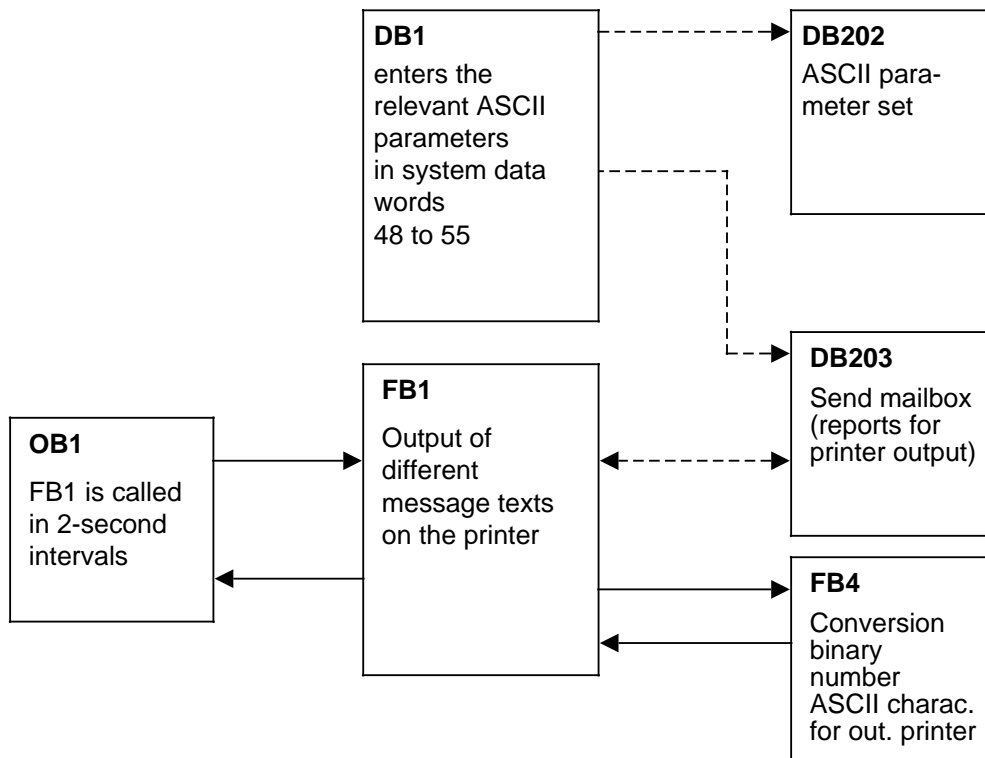 DB1
enters the
relevant ASCII
parameters
in system data
words
48 to 55
DB202
ASCII para-
meter set
DB203
Send mailbox
(reports for
printer output)
FB1
Output of
different
message texts
on the printer
OB1
FB1 is called
in 2-second
intervals
FB4
Conversion
binary
number
ASCII charac.
for out. printer